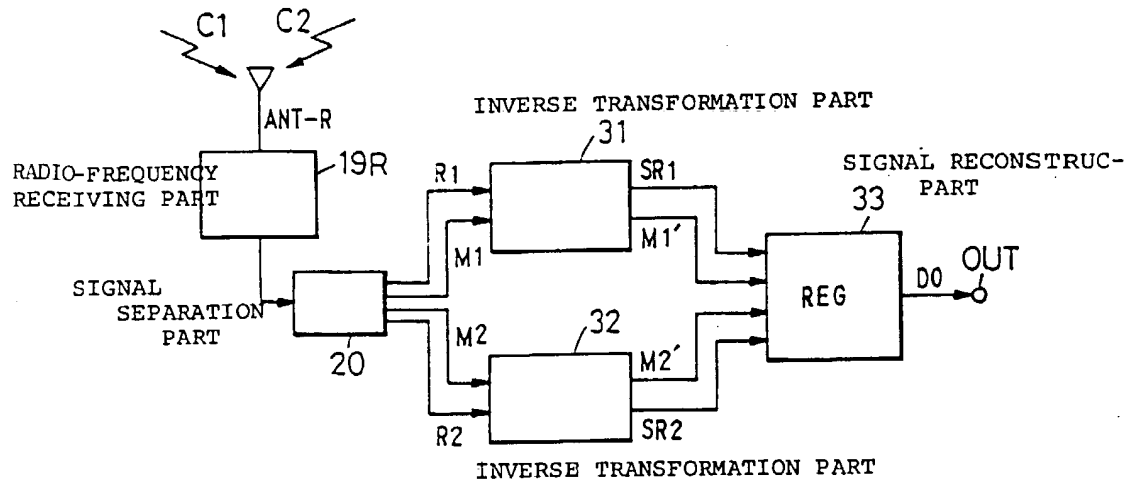 C1
C2
ANT-R
INVERSE TRANSFORMATION PART
31
RADIO-FREQUENCY
RECEIVING PART
19R
R1
M1
SR1
M1′
SIGNAL RECONSTRUC-
PART
33
REG
DO
OUT
SIGNAL
SEPARATION
PART
20
M2
R2
32
M2′
SR2
INVERSE TRANSFORMATION PART